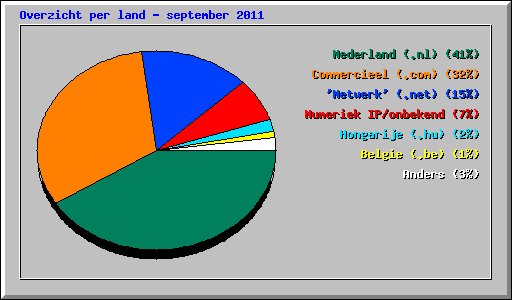 Overzicht per land - september 2011
Nederland (.nl) (41%)
Commercieel (.com) (32%)
'Netwerk' (.net) (15%)
Numeriek IP/onbekend (7%)
Hongarije (.hu) (2%)
Belgie (.be) (1%)
Anders (3%)